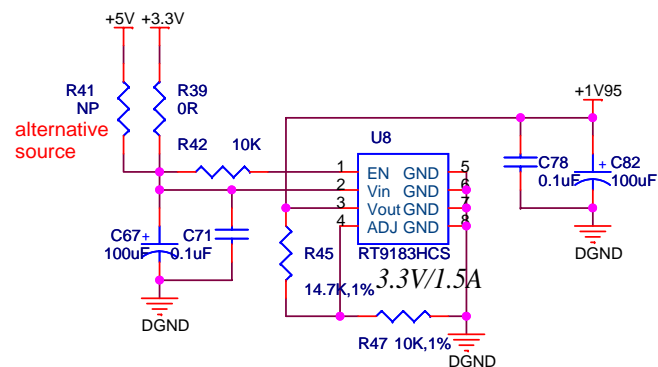 +5V +3.3V
R41 NP
R39 0R
alternative source
R42 10K
U8
1 EN GND 5
2 Vin GND 6
3 Vout GND 7
4 ADJ GND 8
RT9183HCS
3.3V/1.5A
+1V95
C78 0.1uF
+ C82 100uF
DGND
C67 + 100uF
C71 0.1uF
DGND
R45
14.7K,1%
R47 10K,1%
DGND